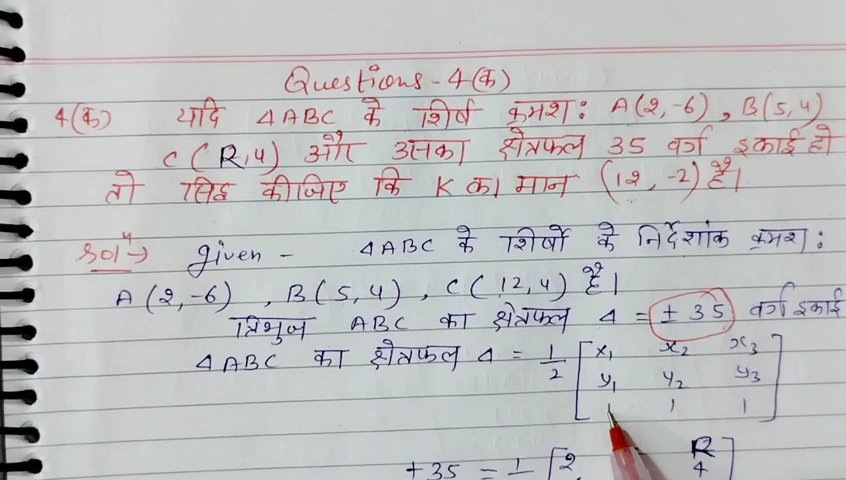 Questions - 4(क)
4(क) यदि ΔABC के शिर्ष क्रमश: A(2,-6), B(5,4)
C(R,4) और उसका क्षेत्रफल 35 वर्ग इकाई हो
तो सिद्ध कीजिए कि K का मान (12,-2) है।
Solⁿ→ given - ΔABC के शिर्षो के निर्देशांक क्रमश:
A(2,-6), B(5,4), C(12,4) है।
त्रिभुज ABC का क्षेत्रफल Δ = ±35 वर्ग इकाई
ΔABC का क्षेत्रफल Δ = 1/2 [x₁ x₂ x₃
y₁ y₂ y₃
1 1 1]
+35 = 1 [2 R
4]